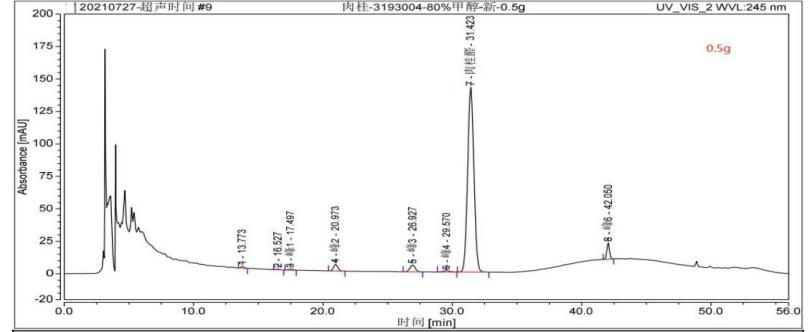 20210727-超声时间 #9 肉桂-3193004-80%甲醇-新-0.5g UV_VIS_2 WVL:245 nm
0.5g
Absorbance [mAU]
200
175
150
125
100
75
50
25
0
-20
1 - 13.773
2 - 16.527
3 - 峰1 - 17.497
4 - 峰2 - 20.973
5 - 峰3 - 26.927
6 - 峰4 - 29.570
7 - 肉桂醛 - 31.423
8 - 峰6 - 42.050
0.0 10.0 20.0 30.0 40.0 50.0 56.0
时间 [min]